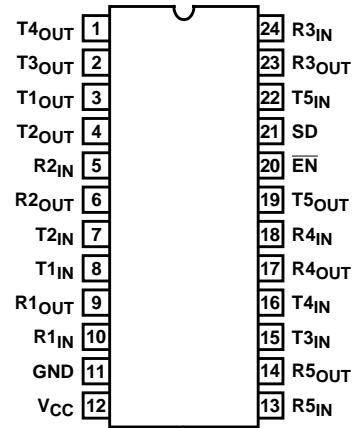 T4OUT 1 24 R3IN
T3OUT 2 23 R3OUT
T1OUT 3 22 T5IN
T2OUT 4 21 SD
R2IN 5 20 E̅N̅
R2OUT 6 19 T5OUT
T2IN 7 18 R4IN
T1IN 8 17 R4OUT
R1OUT 9 16 T4IN
R1IN 10 15 T3IN
GND 11 14 R5OUT
VCC 12 13 R5IN